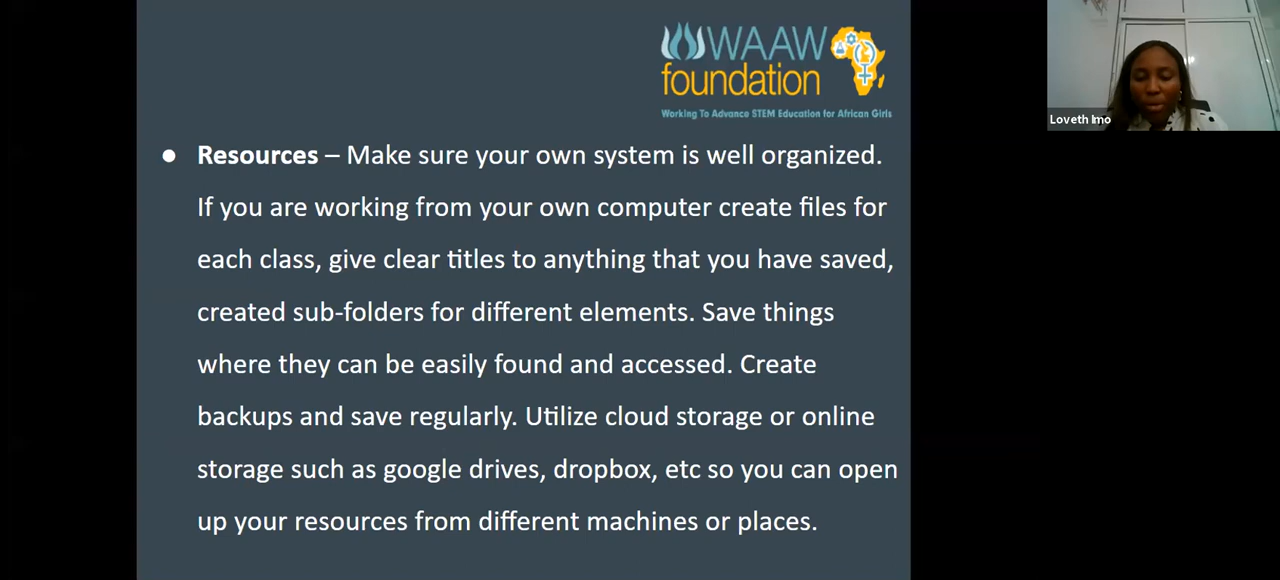 WAAW
foundation
Working To Advance STEM Education for African Girls
Loveth Imo
● Resources – Make sure your own system is well organized.
If you are working from your own computer create files for
each class, give clear titles to anything that you have saved,
created sub-folders for different elements. Save things
where they can be easily found and accessed. Create
backups and save regularly. Utilize cloud storage or online
storage such as google drives, dropbox, etc so you can open
up your resources from different machines or places.